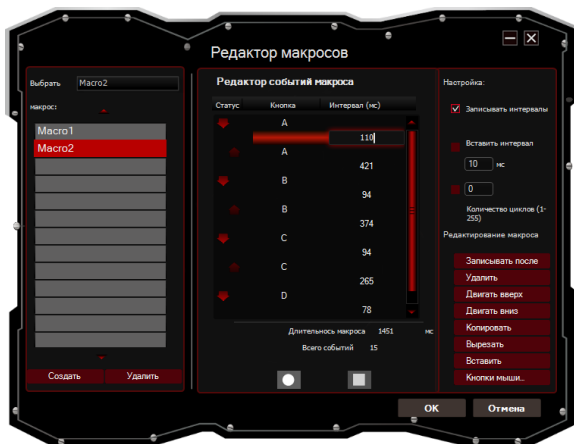 Редактор макросов
Выбрать Macro2
макрос:
Macro1
Macro2
Создать Удалить
Редактор событий макроса
Статус Кнопка Интервал (мс)
A
110
A
421
B
94
B
374
C
94
C
265
D
78
Длительнось макроса 1451 мс
Всего событий 15
Настройка:
Записывать интервалы
Вставить интервал
10 мс
0
Количество циклов (1-
255)
Редактирование макроса
Записывать после
Удалить
Двигать вверх
Двигать вниз
Копировать
Вырезать
Вставить
Кнопки мыши...
OK Отмена